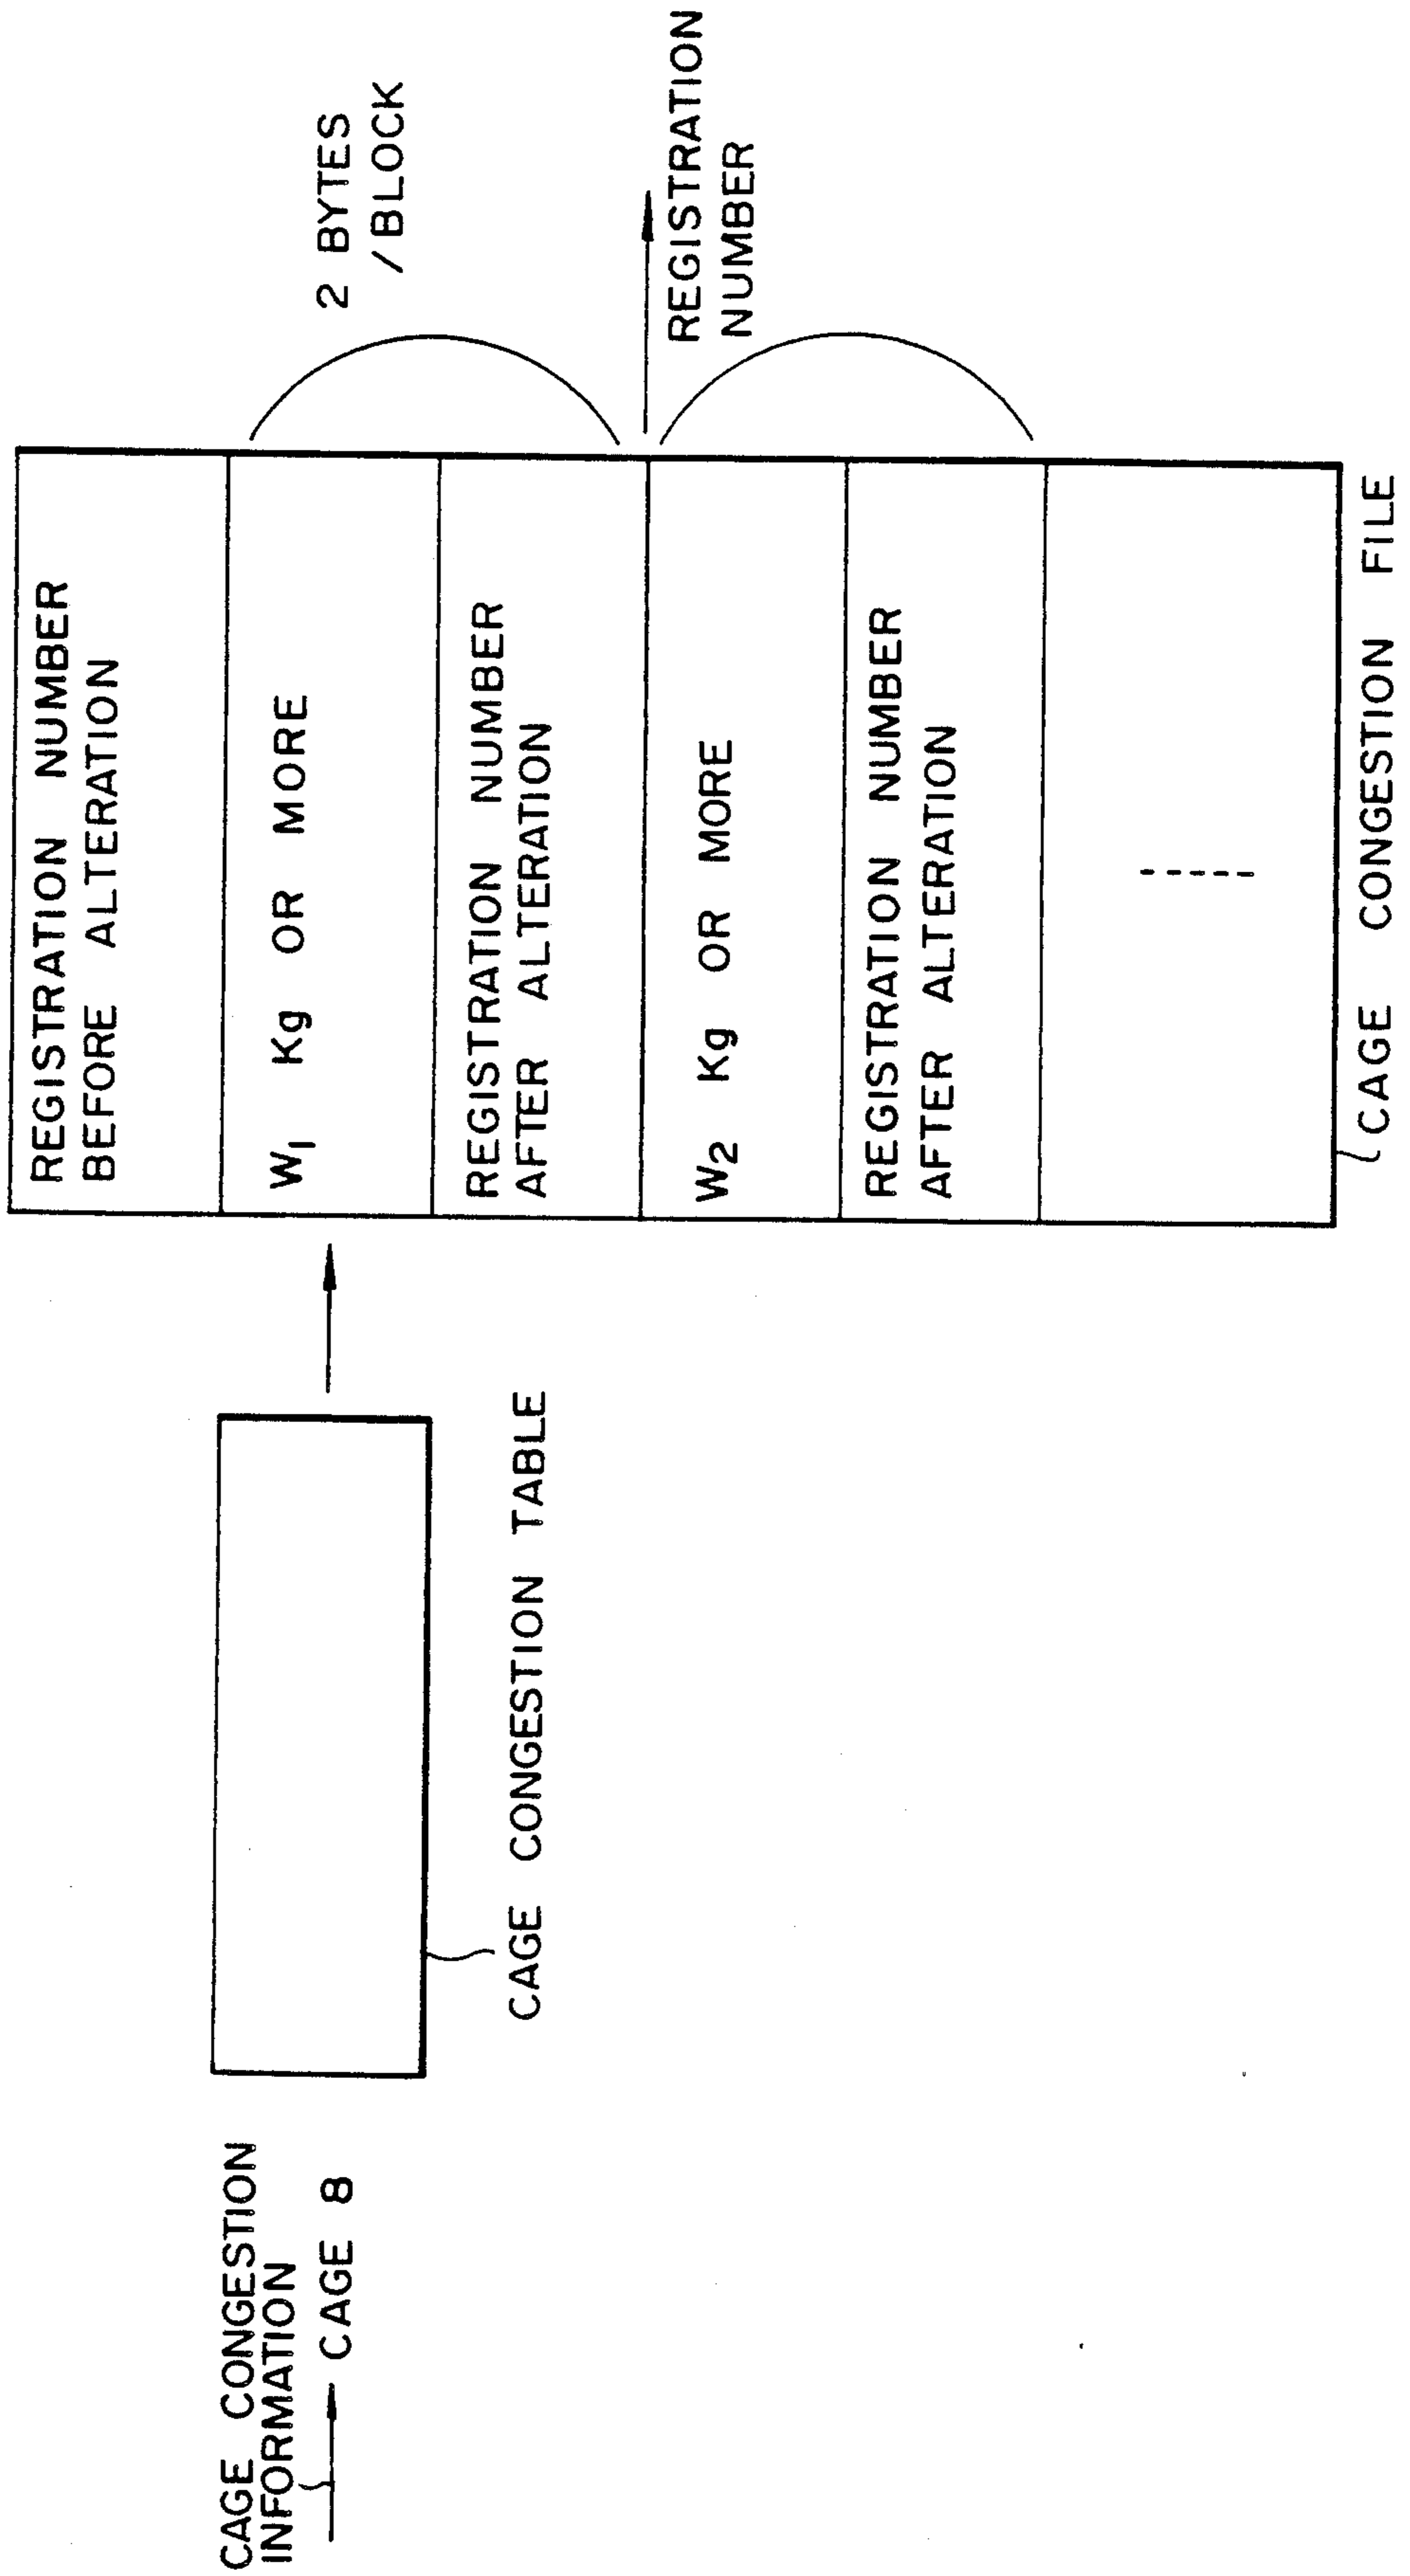 CAGE CONGESTION
INFORMATION
CAGE 8
CAGE CONGESTION TABLE
REGISTRATION NUMBER
BEFORE ALTERATION
W1 Kg OR MORE
REGISTRATION NUMBER
AFTER ALTERATION
W2 Kg OR MORE
REGISTRATION NUMBER
AFTER ALTERATION
CAGE CONGESTION FILE
2 BYTES
/BLOCK
REGISTRATION
NUMBER